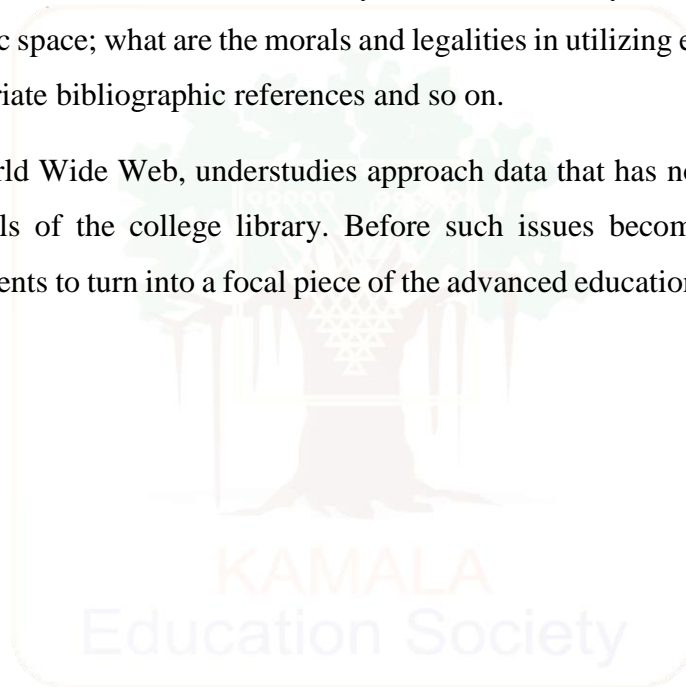 c space; what are the morals and legalities in utilizing e
riate bibliographic references and so on.
rld Wide Web, understudies approach data that has no
ls of the college library. Before such issues becom
ents to turn into a focal piece of the advanced education
KAMALA
Education Society